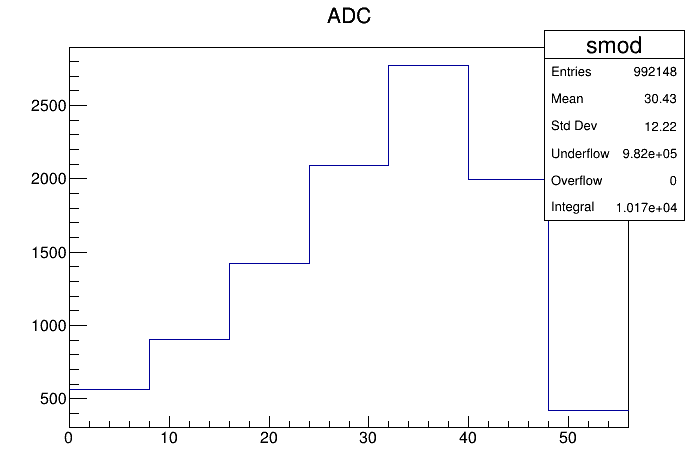 ADC
smod
Entries 992148
Mean 30.43
Std Dev 12.22
Underflow 9.82e+05
Overflow 0
Integral 1.017e+04
2500
2000
1500
1000
500
0 10 20 30 40 50